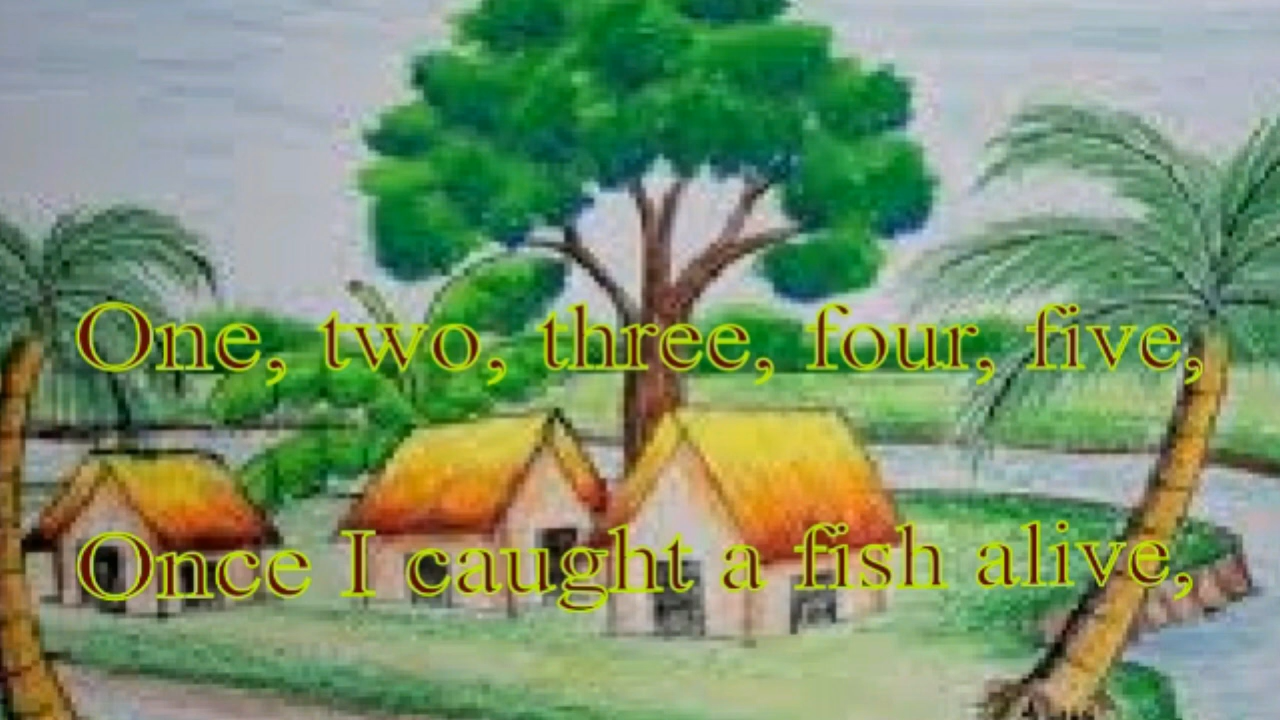 One, two, three, four, five,
Once I caught a fish alive,